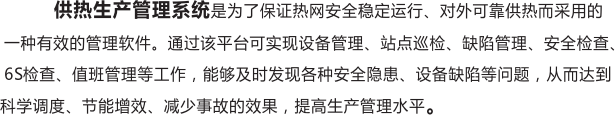 供热生产管理系统是为了保证热网安全稳定运行、对外可靠供热而采用的
一种有效的管理软件。通过该平台可实现设备管理、站点巡检、缺陷管理、安全检查、
6S检查、值班管理等工作，能够及时发现各种安全隐患、设备缺陷等问题，从而达到
科学调度、节能增效、减少事故的效果，提高生产管理水平。